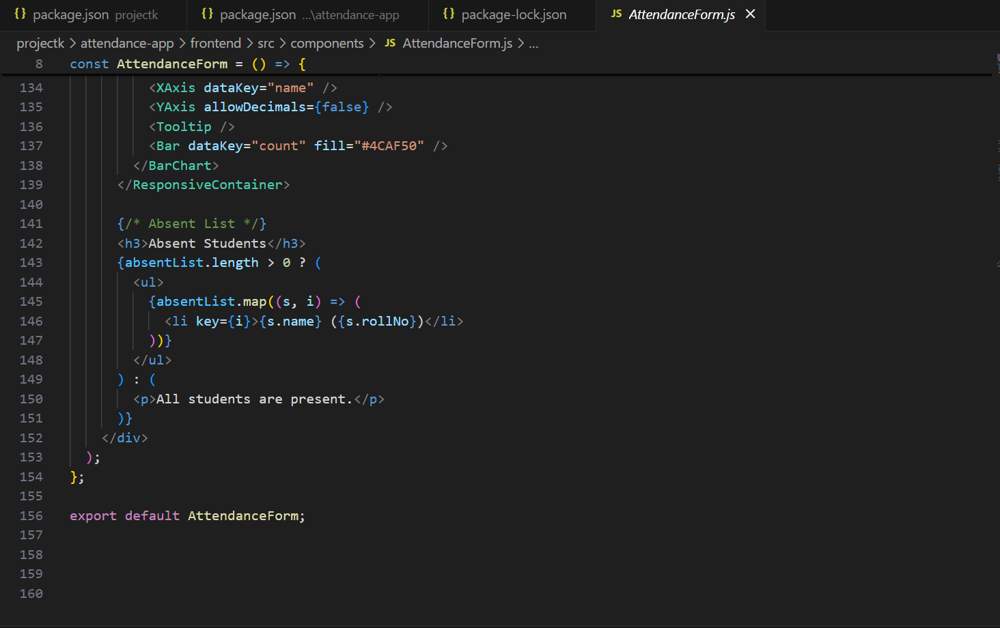 {} package.json projectk {} package.json ...\attendance-app {} package-lock.json JS AttendanceForm.js ×
projectk > attendance-app > frontend > src > components > JS AttendanceForm.js > ...
8 const AttendanceForm = () => {
134 <XAxis dataKey="name" />
135 <YAxis allowDecimals={false} />
136 <Tooltip />
137 <Bar dataKey="count" fill="#4CAF50" />
138 </BarChart>
139 </ResponsiveContainer>
140
141 {/* Absent List */}
142 <h3>Absent Students</h3>
143 {absentList.length > 0 ? (
144 <ul>
145 {absentList.map((s, i) => (
146 <li key={i}>{s.name} ({s.rollNo})</li>
147 ))}
148 </ul>
149 ) : (
150 <p>All students are present.</p>
151 )}
152 </div>
153 );
154 };
155
156 export default AttendanceForm;
157
158
159
160